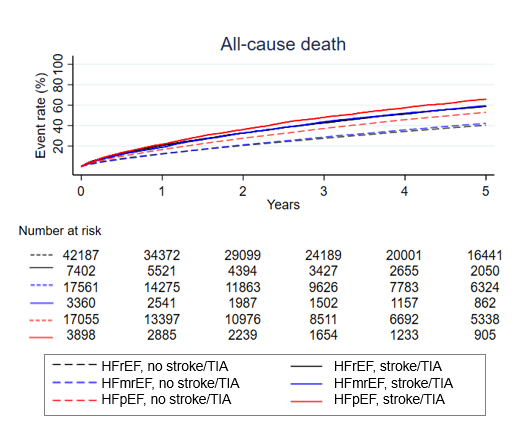 All-cause death
Event rate (%)
20 40 60 80 100
0 1 2 3 4 5
Years
Number at risk
42187 34372 29099 24189 20001 16441
7402 5521 4394 3427 2655 2050
17561 14275 11863 9626 7783 6324
3360 2541 1987 1502 1157 862
17055 13397 10976 8511 6692 5338
3898 2885 2239 1654 1233 905
HFrEF, no stroke/TIA HFrEF, stroke/TIA
HFmrEF, no stroke/TIA HFmrEF, stroke/TIA
HFpEF, no stroke/TIA HFpEF, stroke/TIA